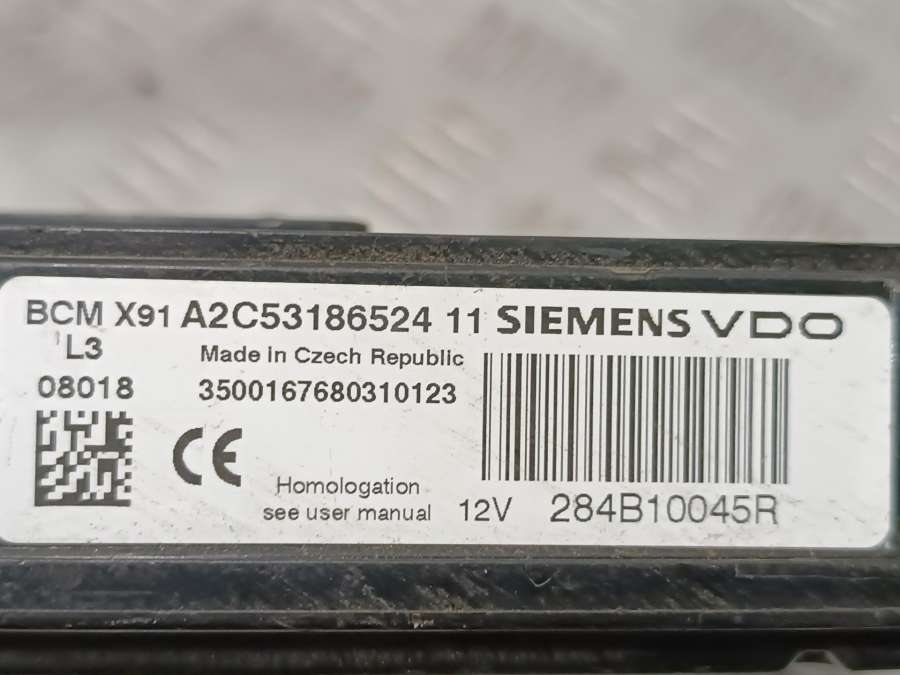 BCM X91 A2C53186524 11 SIEMENS VDO
L3 Made in Czech Republic
08018 3500167680310123
CE
Homologation
see user manual 12V 284B10045R